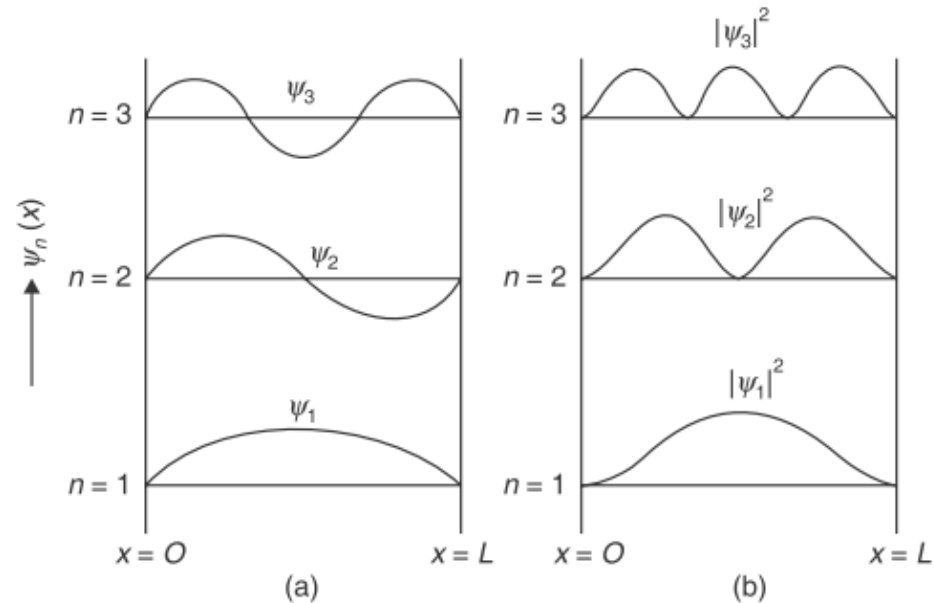 |ψ₃|²
n = 3
ψ₃
n = 3
ψₙ (x)
|ψ₂|²
n = 2
ψ₂
n = 2
|ψ₁|²
ψ₁
n = 1
n = 1
x = O
x = L
x = O
x = L
(a)
(b)